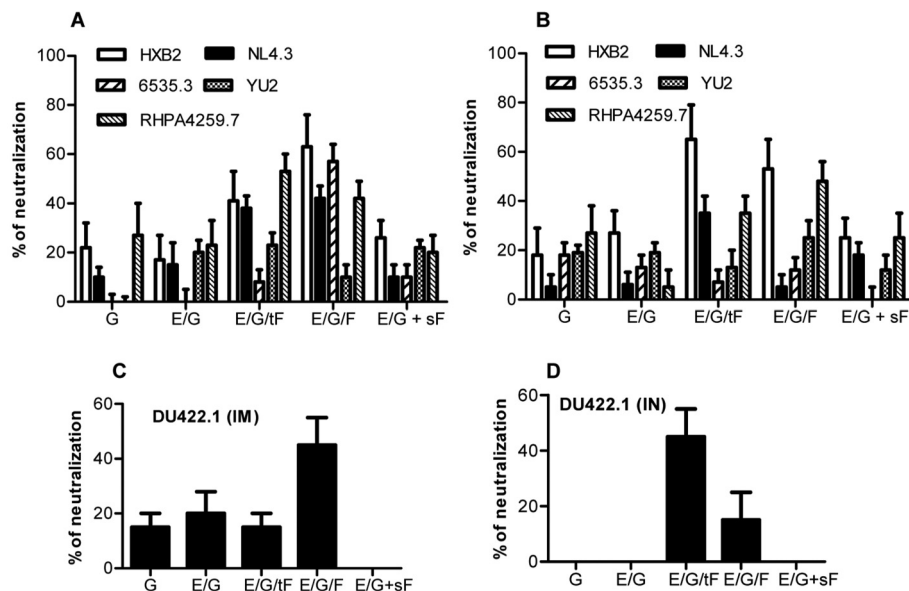 A
% of neutralization
100
80
60
40
20
0
HXB2
NL4.3
6535.3
YU2
RHPA4259.7
G
E/G
E/G/tF
E/G/F
E/G + sF
B
% of neutralization
100
80
60
40
20
0
HXB2
NL4.3
6535.3
YU2
RHPA4259.7
G
E/G
E/G/tF
E/G/F
E/G + sF
C
DU422.1 (IM)
% of neutralization
60
40
20
0
G
E/G
E/G/tF
E/G/F
E/G+sF
D
DU422.1 (IN)
% of neutralization
60
40
20
0
G
E/G
E/G/tF
E/G/F
E/G+sF